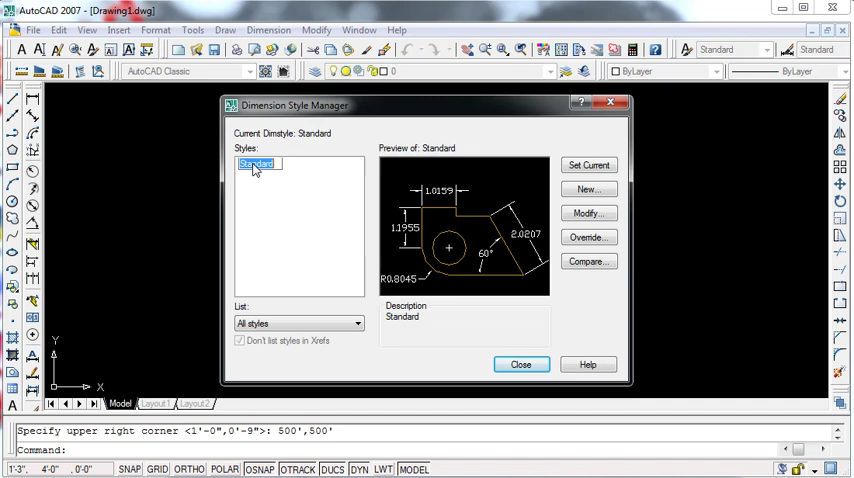 AutoCAD 2007 - [Drawing1.dwg]
File Edit View Insert Format Tools Draw Dimension Modify Window Help
Standard Standard
AutoCAD Classic 0 ByLayer ByLayer
Dimension Style Manager
Current Dimstyle: Standard
Styles: Preview of: Standard
Standard
Set Current
New...
Modify...
Override...
Compare...
1.0159
1.1955
2.0207
60°
R0.8045
List:
All styles
Don't list styles in Xrefs
Description
Standard
Close Help
Y
X
Model Layout1 Layout2
Specify upper right corner <1'-0",0'-9">: 500',500'
Command:
1'-3", 4'-0", 0'-0" SNAP GRID ORTHO POLAR OSNAP OTRACK DUCS DYN LWT MODEL